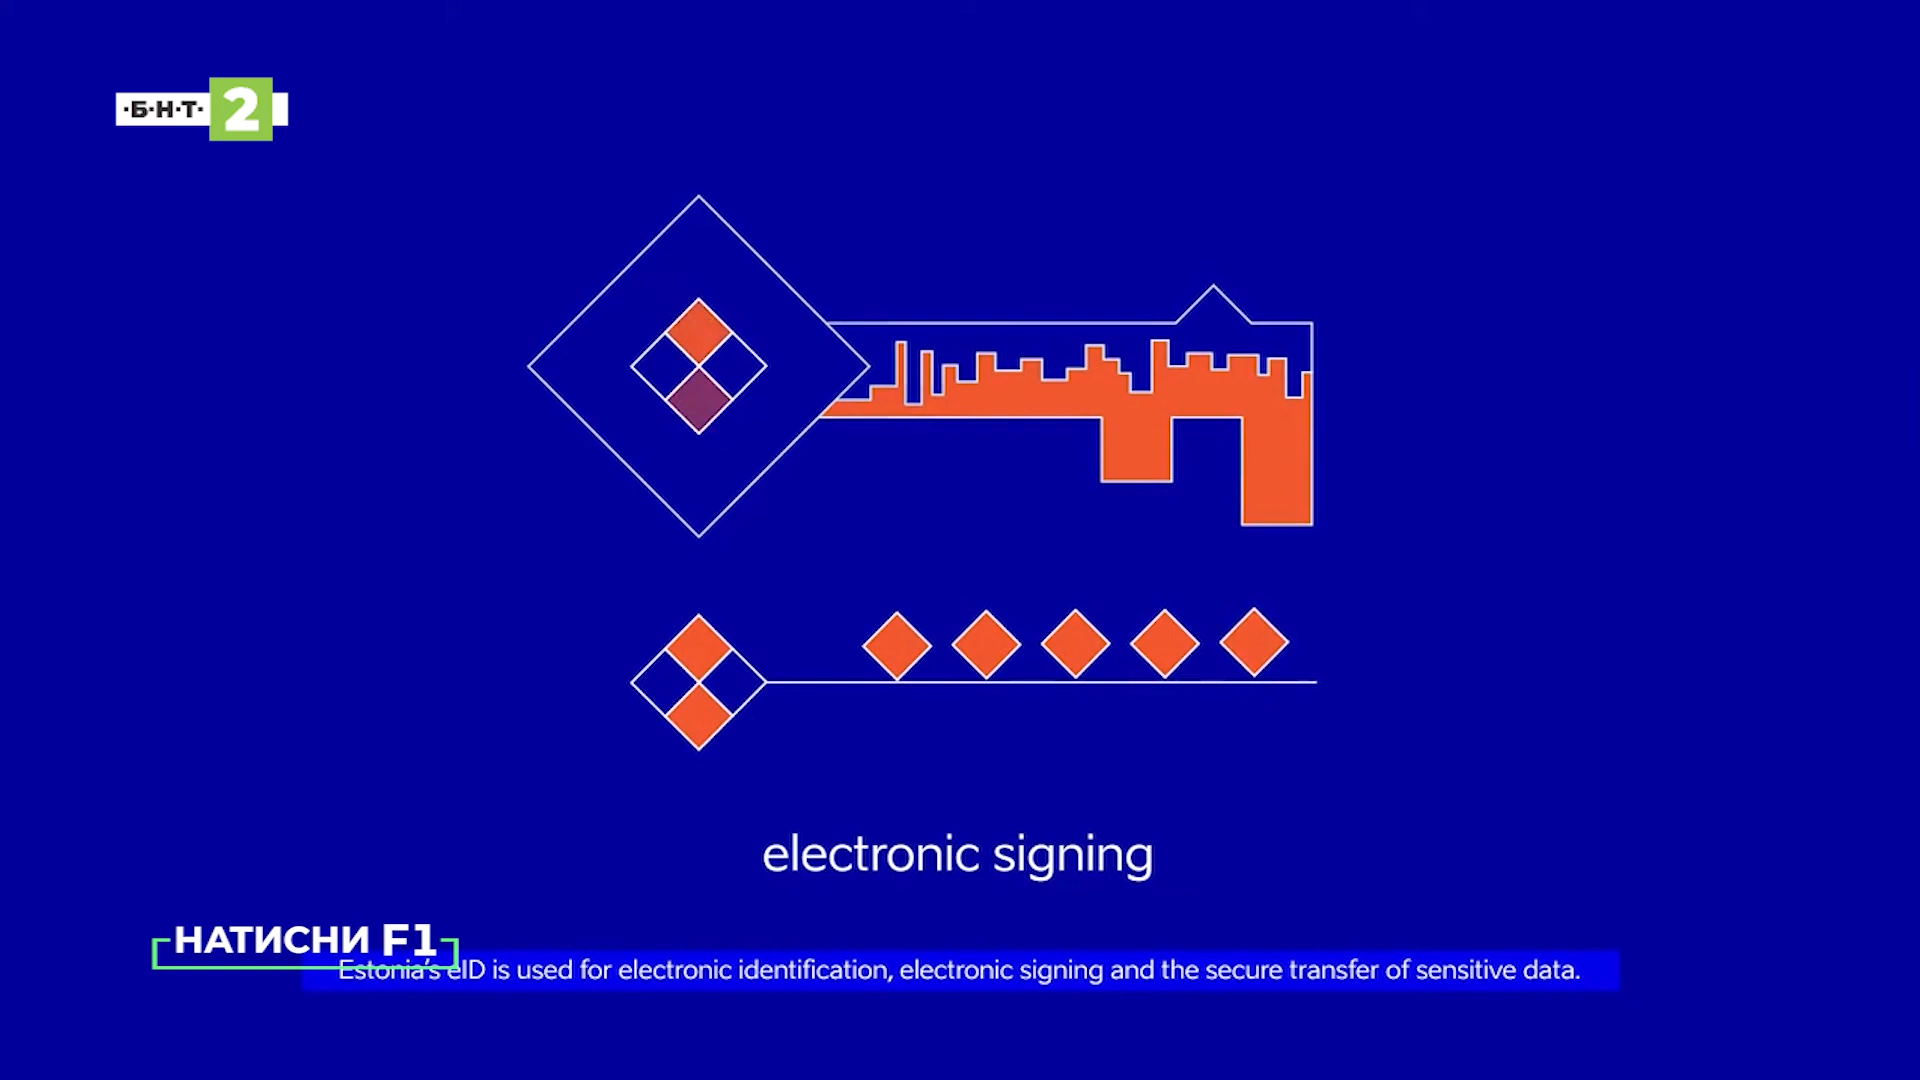 ·Б·Н·Т· 2
electronic signing
НАТИСНИ F1
Estonia's eID is used for electronic identification, electronic signing and the secure transfer of sensitive data.